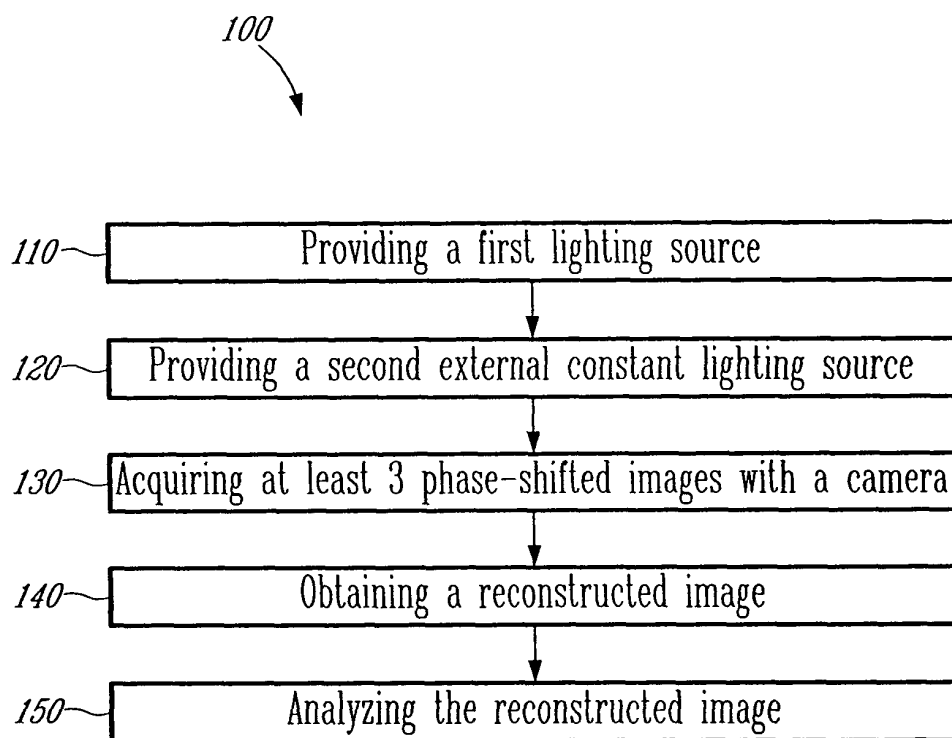 100
110 Providing a first lighting source
120 Providing a second external constant lighting source
130 Acquiring at least 3 phase-shifted images with a camera
140 Obtaining a reconstructed image
150 Analyzing the reconstructed image